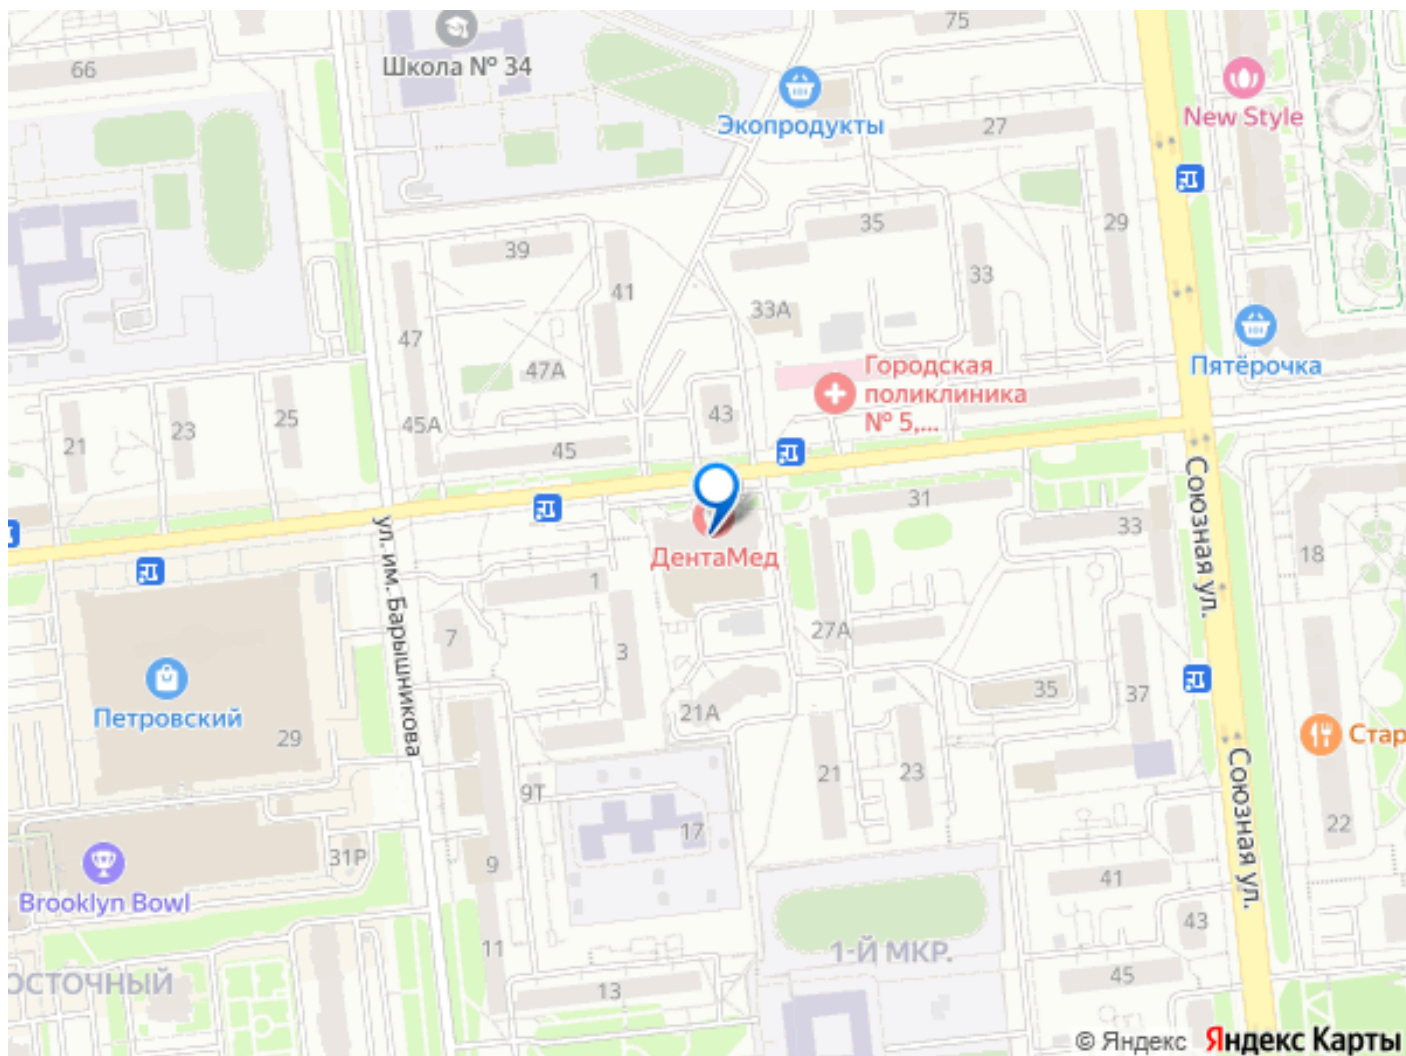 75
66
Школа № 34
Экопродукты
New Style
27
39
35
29
41
33
33А
47
47А
Городская
поликлиника
№ 5,...
Пятёрочка
21
23
25
45А
43
45
31
33
18
Союзная ул.
ДентаМед
ул. им. Барышникова
1
7
3
27А
35
37
Петровский
29
21А
21
23
Стар
9Т
17
22
31Р
9
Союзная ул.
Brooklyn Bowl
41
43
11
1-Й МКР.
ОСТОЧНЫЙ
13
45
© Яндекс Яндекс Карты